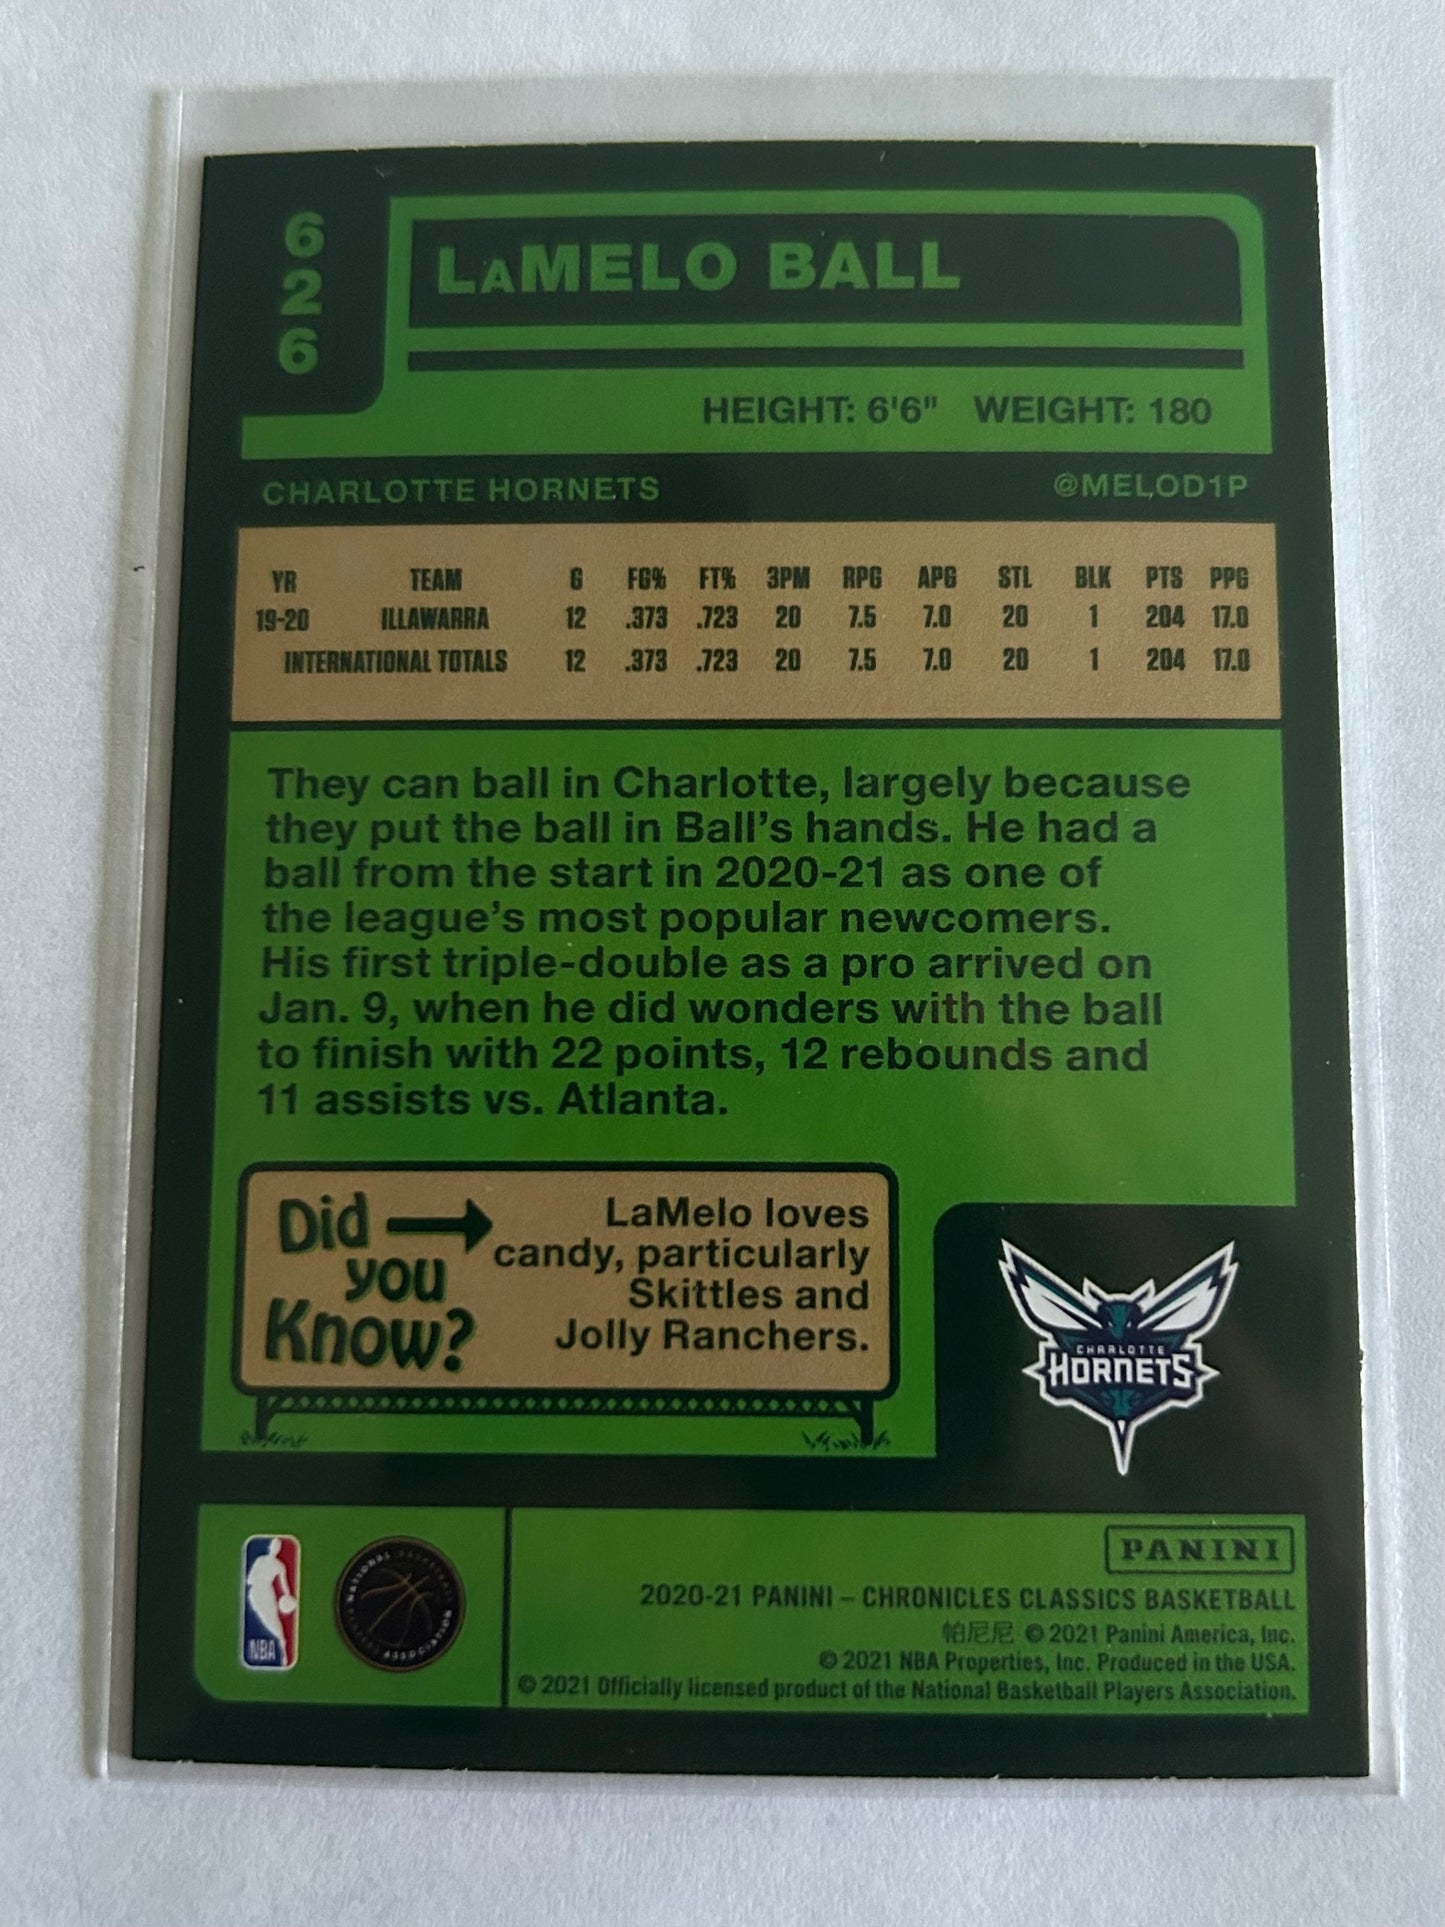 626
LaMELO BALL
HEIGHT: 6'6" WEIGHT: 180
CHARLOTTE HORNETS @MELOD1P
YR TEAM G FG% FT% 3PM RPG APG STL BLK PTS PPG
19-20 ILLAWARRA 12 .373 .723 20 7.5 7.0 20 1 204 17.0
INTERNATIONAL TOTALS 12 .373 .723 20 7.5 7.0 20 1 204 17.0
They can ball in Charlotte, largely because
they put the ball in Ball's hands. He had a
ball from the start in 2020-21 as one of
the league's most popular newcomers.
His first triple-double as a pro arrived on
Jan. 9, when he did wonders with the ball
to finish with 22 points, 12 rebounds and
11 assists vs. Atlanta.
Did
you
Know?
LaMelo loves
candy, particularly
Skittles and
Jolly Ranchers.
CHARLOTTE
HORNETS
NBA
NATIONAL BASKETBALL
PLAYERS ASSOCIATION
PANINI
2020-21 PANINI – CHRONICLES CLASSICS BASKETBALL
帕尼尼 © 2021 Panini America, Inc.
© 2021 NBA Properties, Inc. Produced in the USA.
© 2021 Officially licensed product of the National Basketball Players Association.